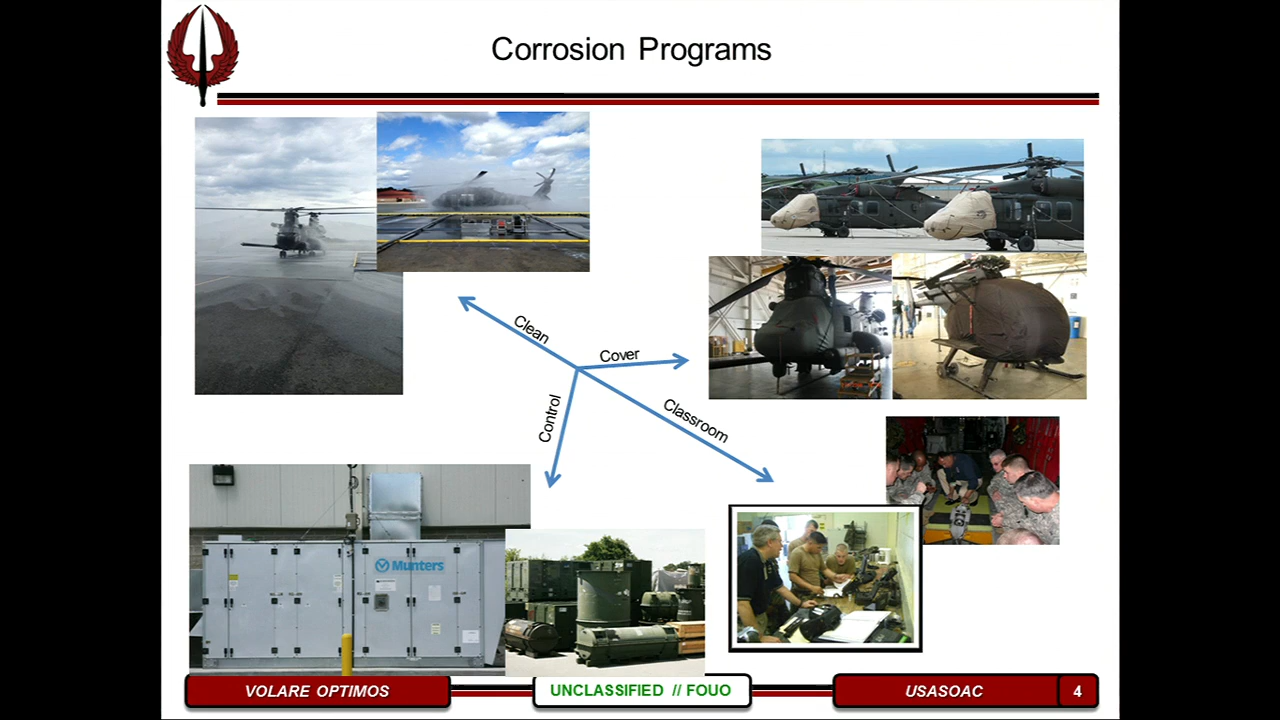 Corrosion Programs
Clean
Cover
Control
Classroom
Munters
VOLARE OPTIMOS
UNCLASSIFIED // FOUO
USASOAC
4